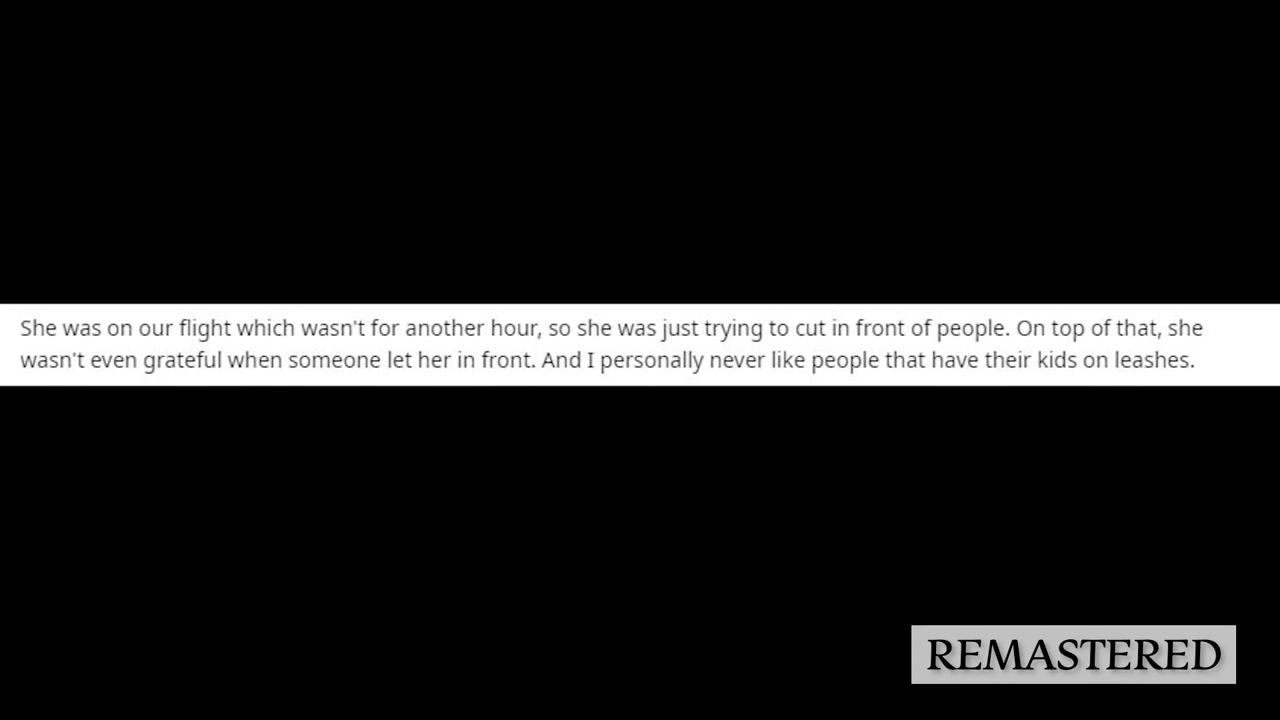 She was on our flight which wasn't for another hour, so she was just trying to cut in front of people. On top of that, she
wasn't even grateful when someone let her in front. And I personally never like people that have their kids on leashes.
REMASTERED